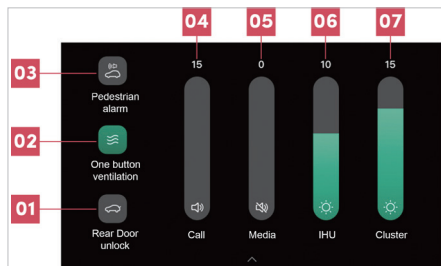 04
05
06
07
03
15
0
10
15
Pedestrian
alarm
02
One button
ventilation
01
Rear Door
unlock
Call
Media
IHU
Cluster